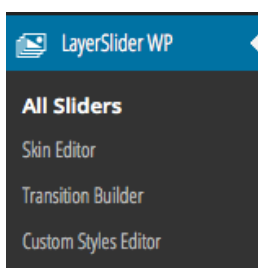 LayerSlider WP
All Sliders
Skin Editor
Transition Builder
Custom Styles Editor